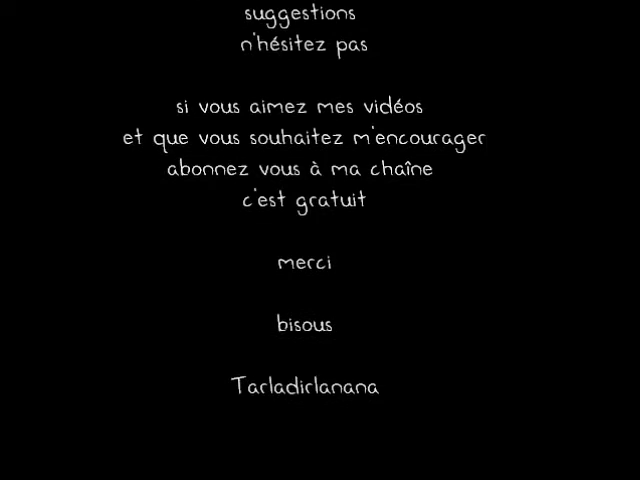 suggestions
n'hésitez pas
si vous aimez mes vidéos
et que vous souhaitez m'encourager
abonnez vous à ma chaîne
c'est gratuit
merci
bisous
Tarladirlanana